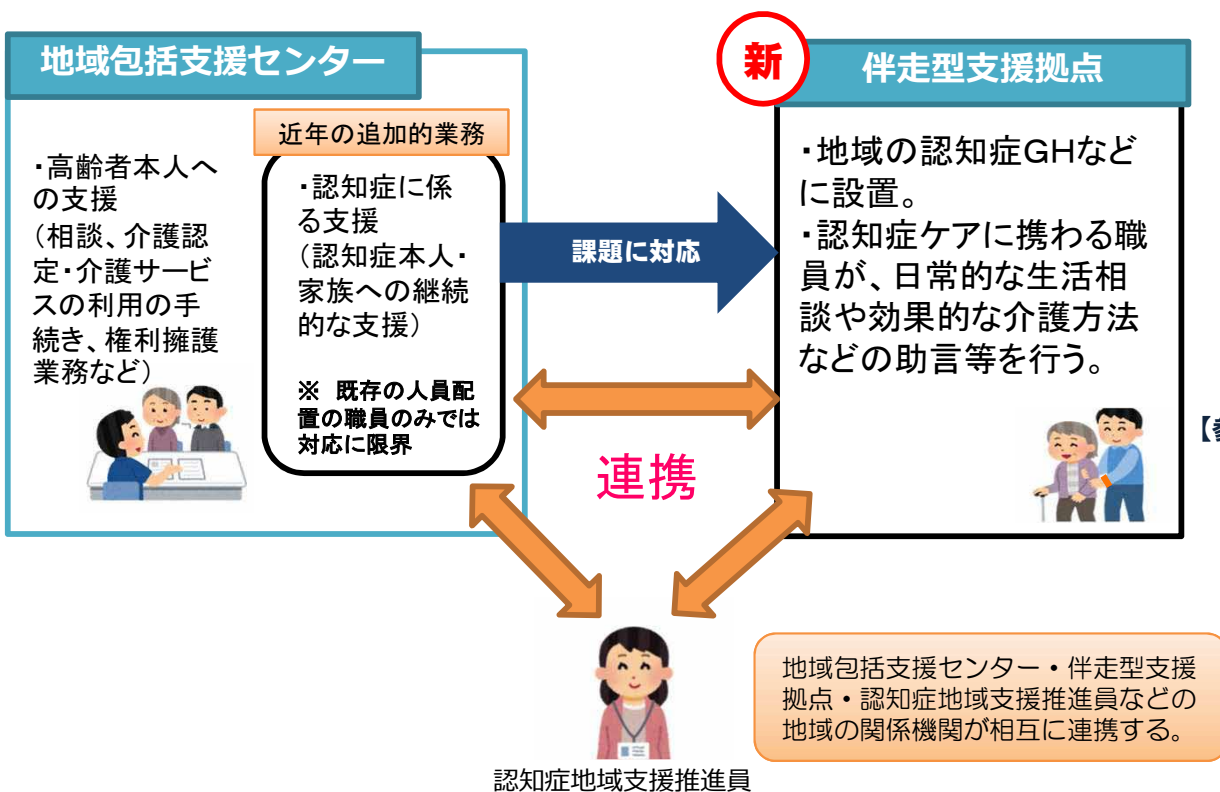 地域包括支援センター
・高齢者本人へ
の支援
(相談、介護認
定・介護サービ
スの利用の手
続き、権利擁護
業務など)
近年の追加的業務
・認知症に係
る支援
(認知症本人・
家族への継続
的な支援)
※ 既存の人員配
置の職員のみでは
対応に限界
課題に対応
新
伴走型支援拠点
・地域の認知症GHなど
に設置。
・認知症ケアに携わる職
員が、日常的な生活相
談や効果的な介護方法
などの助言等を行う。
連携
認知症地域支援推進員
地域包括支援センター・伴走型支援
拠点・認知症地域支援推進員などの
地域の関係機関が相互に連携する。